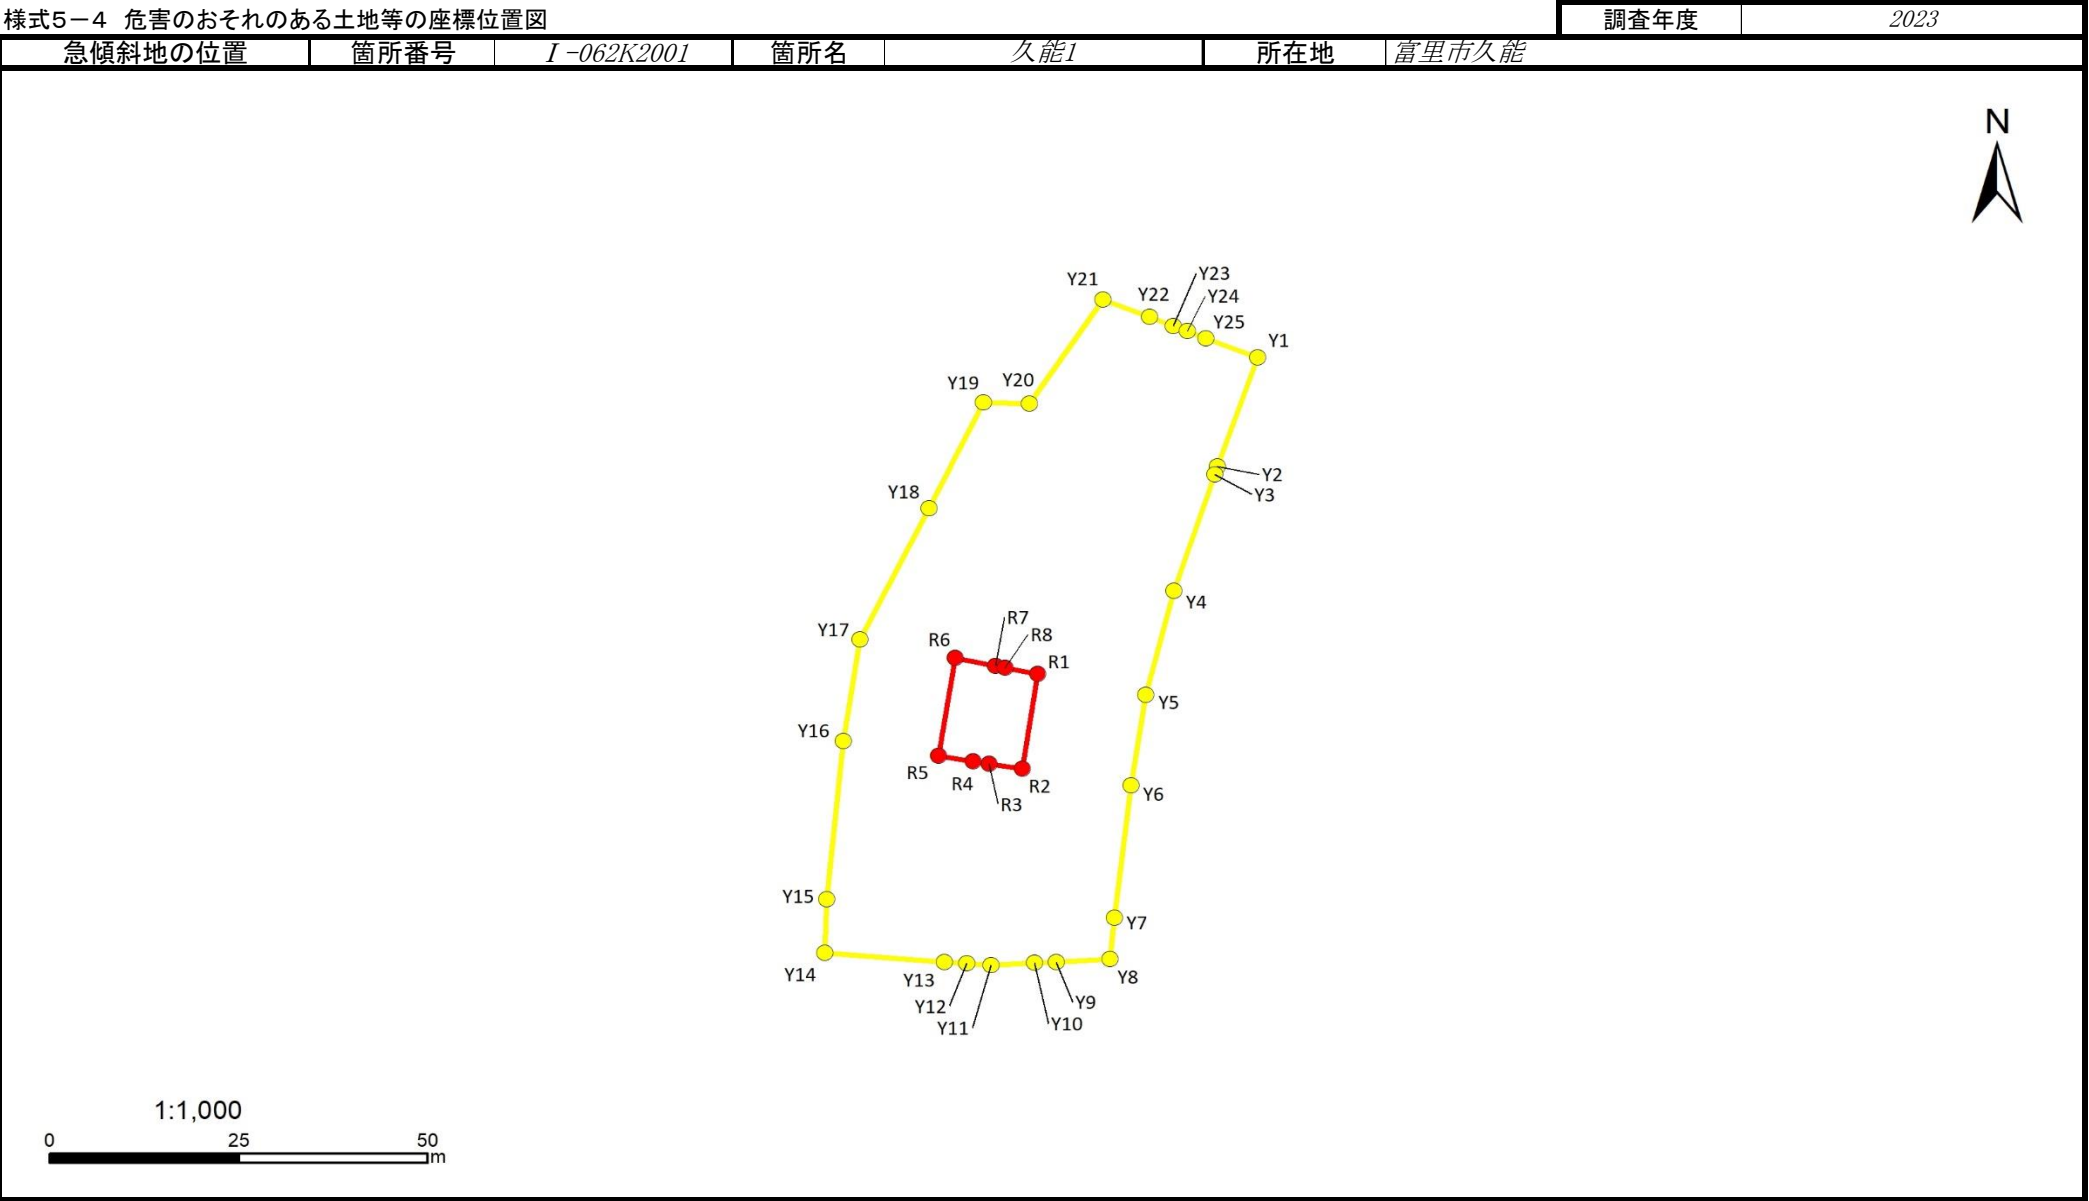 様式5－4 危害のおそれのある土地等の座標位置図
調査年度 2023
急傾斜地の位置 箇所番号 Ⅰ-062K2001 箇所名 久能1 所在地 富里市久能
N
Y23
Y21
Y24
Y22
Y25
Y1
Y20
Y19
Y2
Y18
Y3
Y4
R7
Y17
R8
R6
R1
Y5
Y16
R5
R4
R2
Y6
R3
Y15
Y7
Y14
Y8
Y13
Y9
Y12
Y10
Y11
1:1,000
0 25 50
m